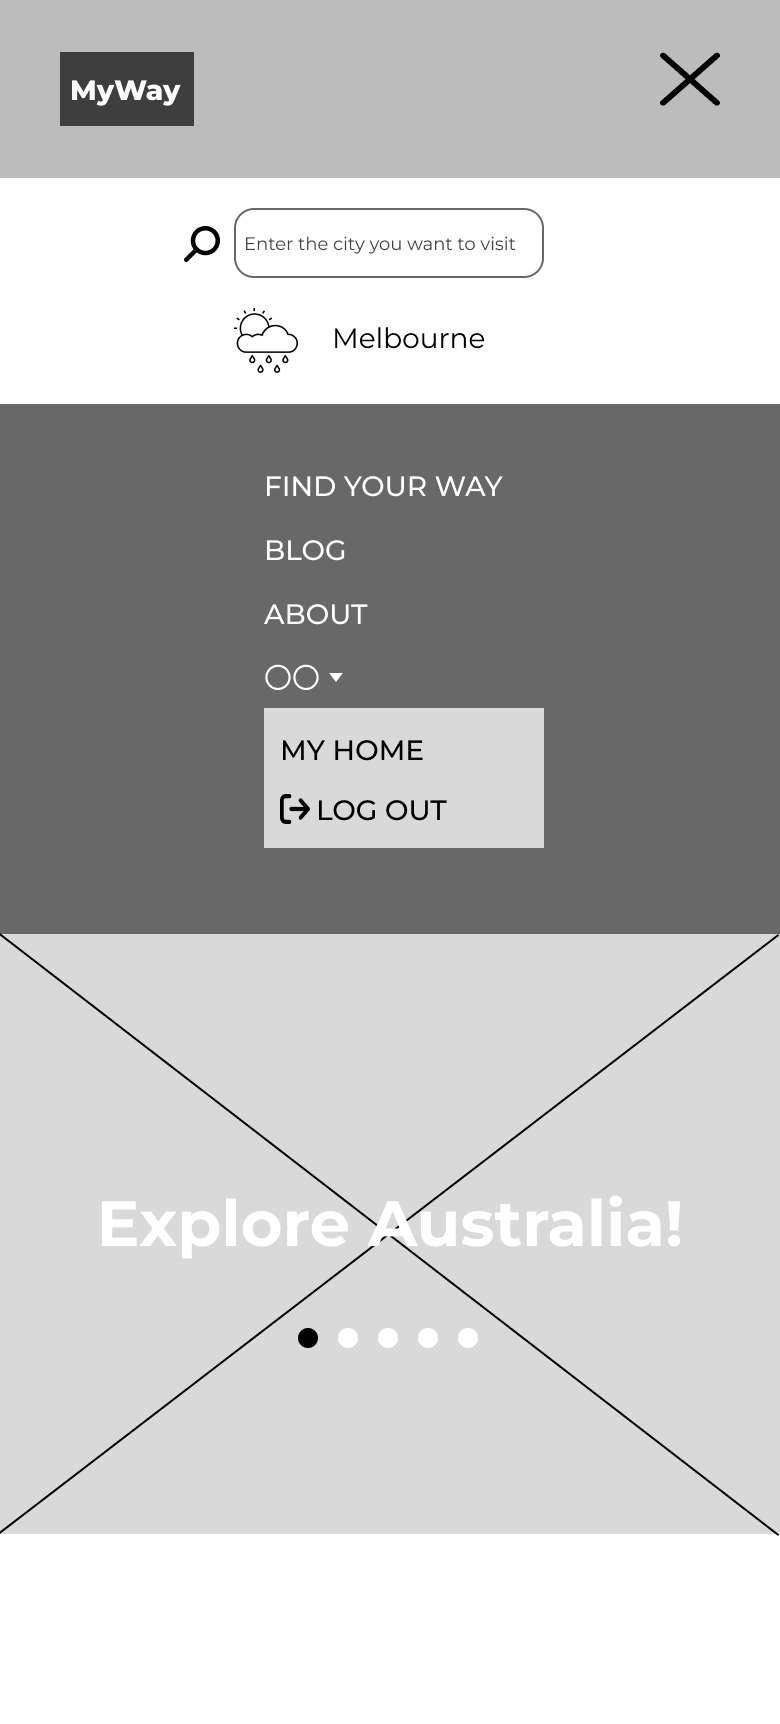 MyWay
Enter the city you want to visit
Melbourne
FIND YOUR WAY
BLOG
ABOUT
〇〇
MY HOME
LOG OUT
Explore Australia!